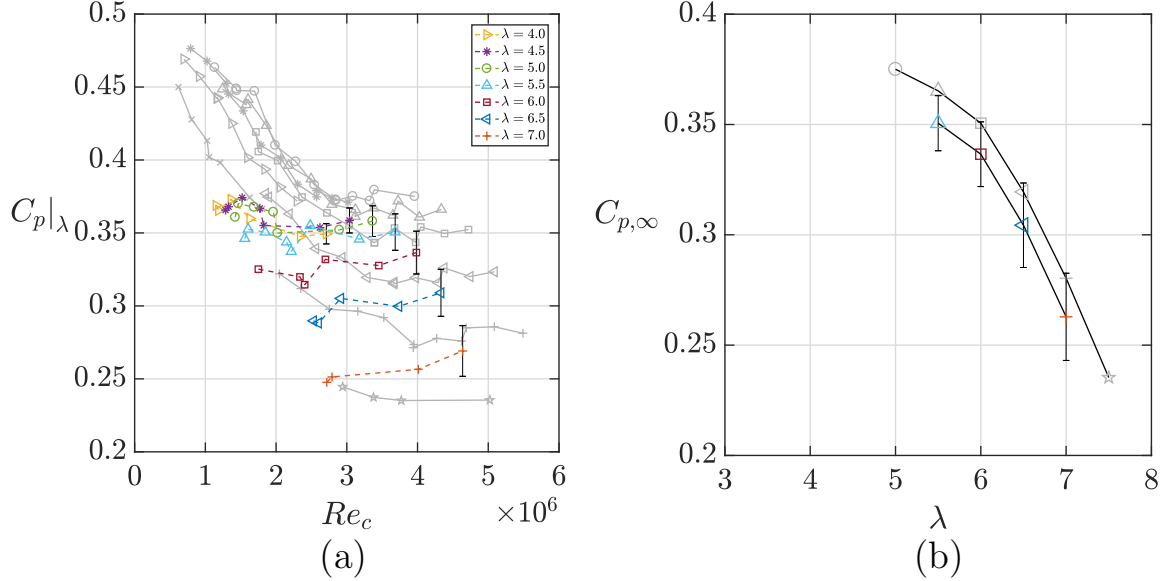 0.5
0.45
0.4
0.35
0.3
0.25
0.2
C_p|_λ
0 1 2 3 4 5 6
Re_c ×10^6
(a)
λ = 4.0
λ = 4.5
λ = 5.0
λ = 5.5
λ = 6.0
λ = 6.5
λ = 7.0
0.4
0.35
0.3
0.25
0.2
C_{p,∞}
3 4 5 6 7 8
λ
(b)